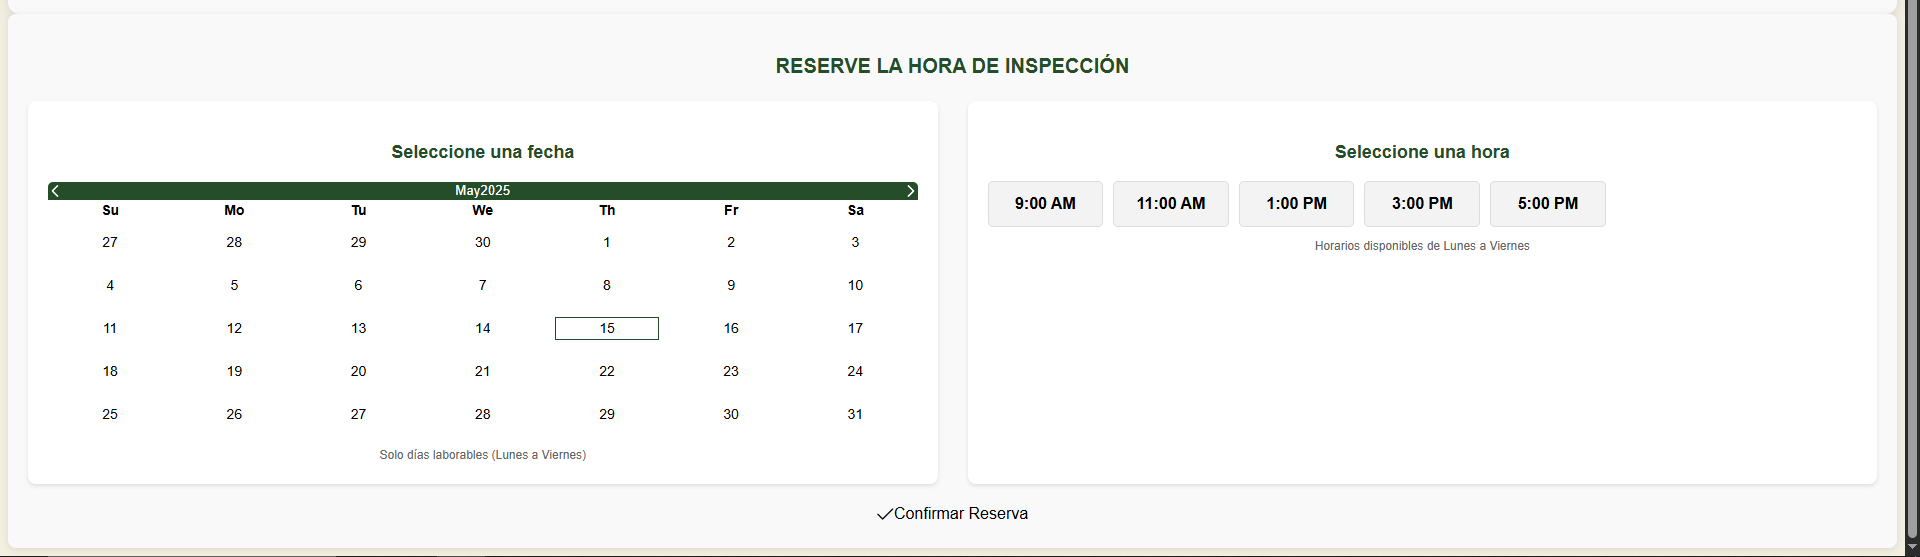 RESERVE LA HORA DE INSPECCIÓN
Seleccione una fecha
May2025
Su Mo Tu We Th Fr Sa
27 28 29 30 1 2 3
4 5 6 7 8 9 10
11 12 13 14 15 16 17
18 19 20 21 22 23 24
25 26 27 28 29 30 31
Solo días laborables (Lunes a Viernes)
Seleccione una hora
9:00 AM 11:00 AM 1:00 PM 3:00 PM 5:00 PM
Horarios disponibles de Lunes a Viernes
Confirmar Reserva